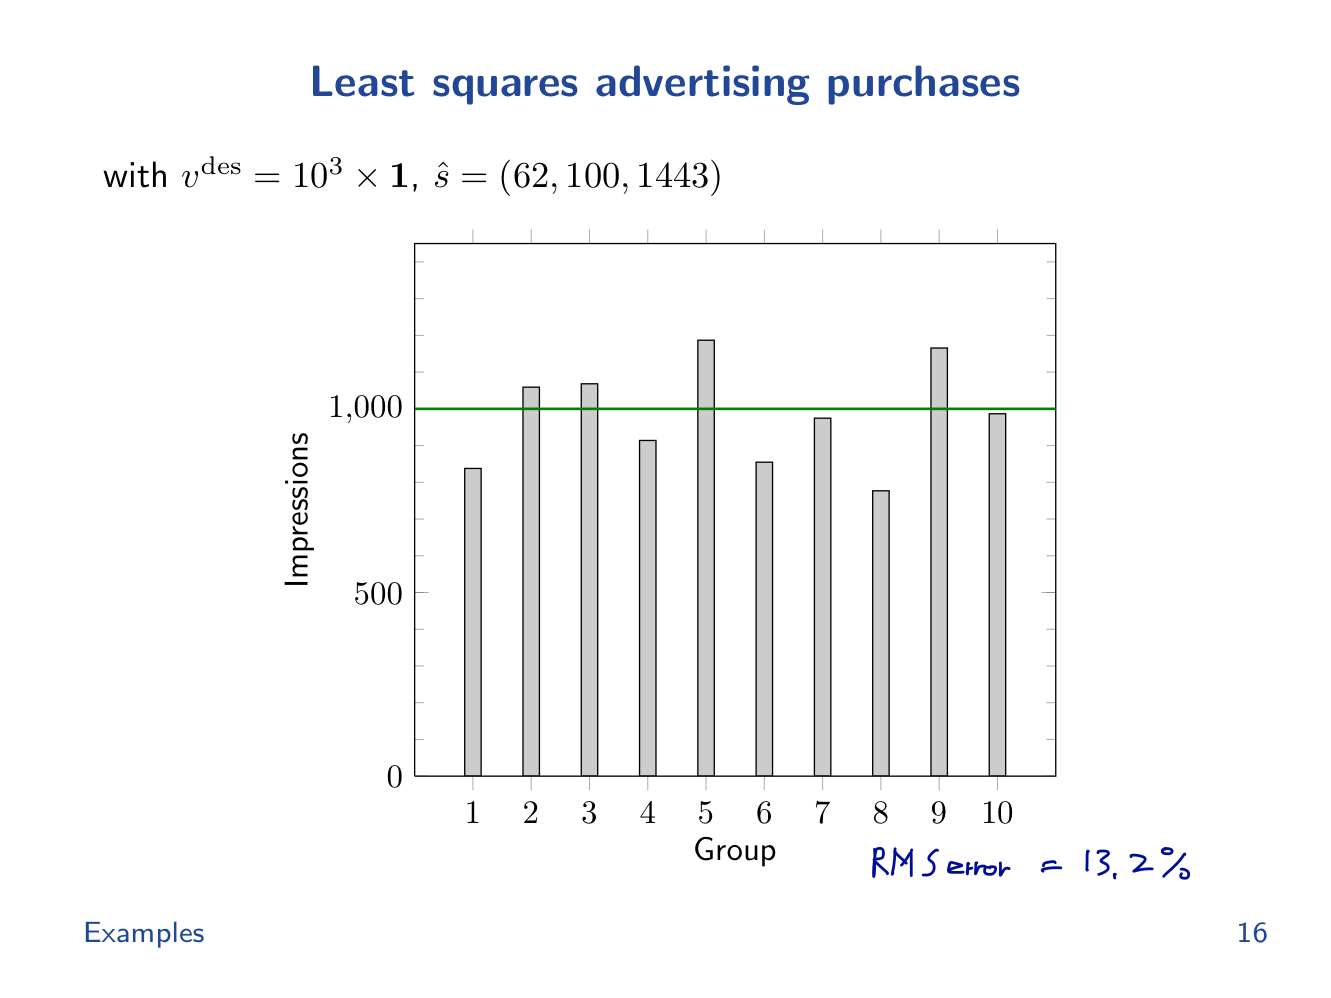 Least squares advertising purchases
with v^des = 10^3 × 1, ŝ = (62, 100, 1443)
1,000
500
0
Impressions
1 2 3 4 5 6 7 8 9 10
Group
RMS error = 13.2%
Examples 16